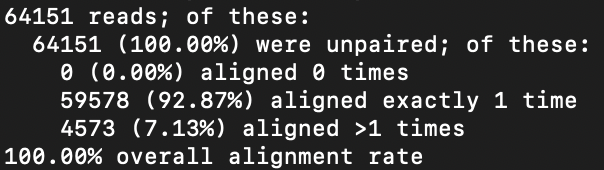 64151 reads; of these:
  64151 (100.00%) were unpaired; of these:
    0 (0.00%) aligned 0 times
    59578 (92.87%) aligned exactly 1 time
    4573 (7.13%) aligned >1 times
100.00% overall alignment rate